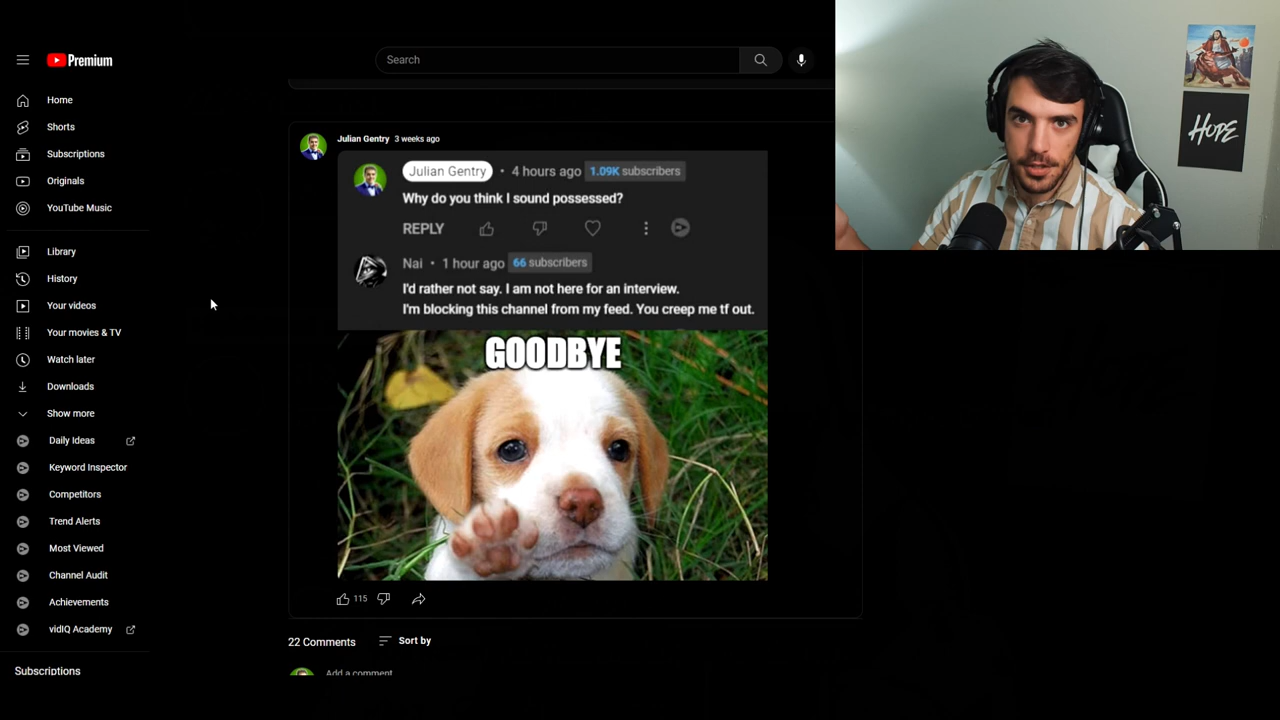 Premium
Search
Home
Shorts
Subscriptions
Originals
YouTube Music
Library
History
Your videos
Your movies & TV
Watch later
Downloads
Show more
Daily Ideas
Keyword Inspector
Competitors
Trend Alerts
Most Viewed
Channel Audit
Achievements
vidIQ Academy
Subscriptions
Julian Gentry 3 weeks ago
Julian Gentry • 4 hours ago 1.09K subscribers
Why do you think I sound possessed?
REPLY
Nai • 1 hour ago 66 subscribers
I'd rather not say. I am not here for an interview.
I'm blocking this channel from my feed. You creep me tf out.
GOODBYE
115
22 Comments Sort by
Add a comment
HOPE